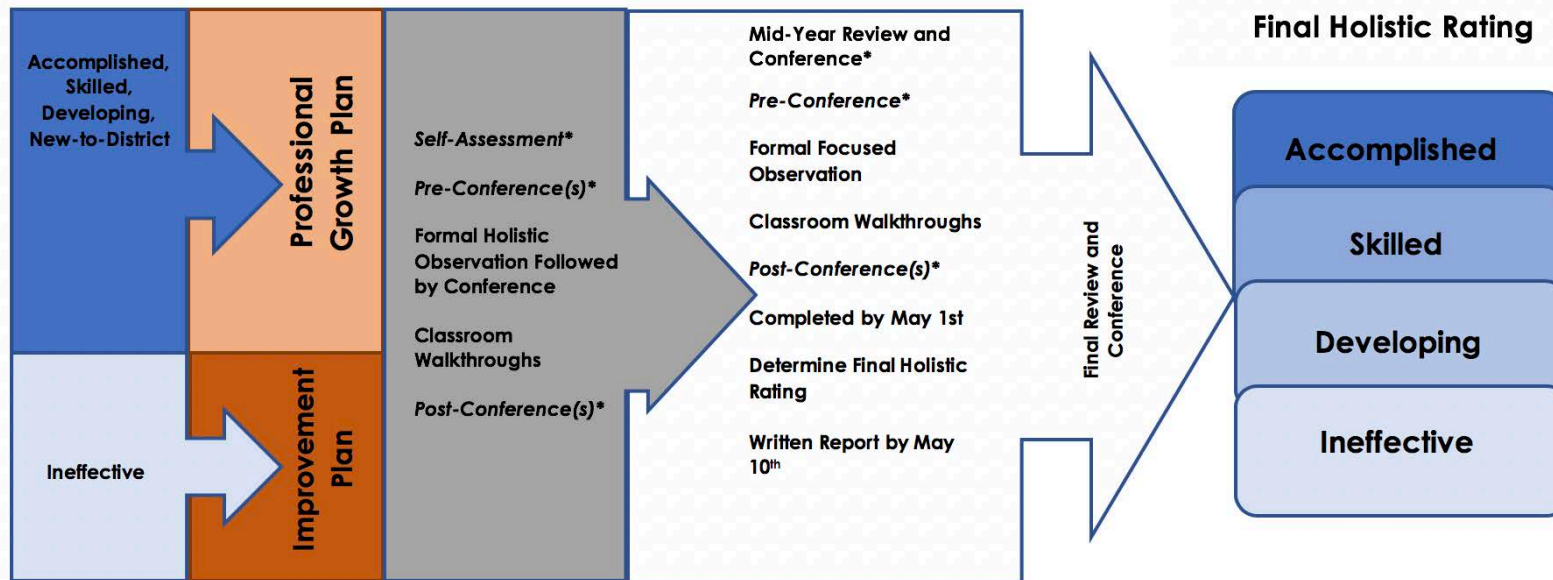 Accomplished,
Skilled,
Developing,
New-to-District
Ineffective
Professional
Growth Plan
Improvement
Plan
Self-Assessment*
Pre-Conference(s)*
Formal Holistic
Observation Followed
by Conference
Classroom
Walkthroughs
Post-Conference(s)*
Mid-Year Review and
Conference*
Pre-Conference*
Formal Focused
Observation
Classroom Walkthroughs
Post-Conference(s)*
Completed by May 1st
Determine Final Holistic
Rating
Written Report by May
10th
Final Review and
Conference
Final Holistic Rating
Accomplished
Skilled
Developing
Ineffective